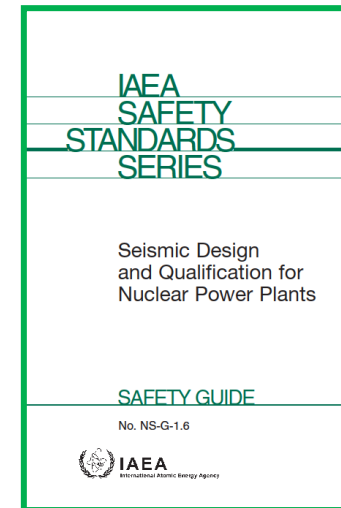 IAEA
SAFETY
STANDARDS
SERIES
Seismic Design
and Qualification for
Nuclear Power Plants
SAFETY GUIDE
No. NS-G-1.6
IAEA
International Atomic Energy Agency